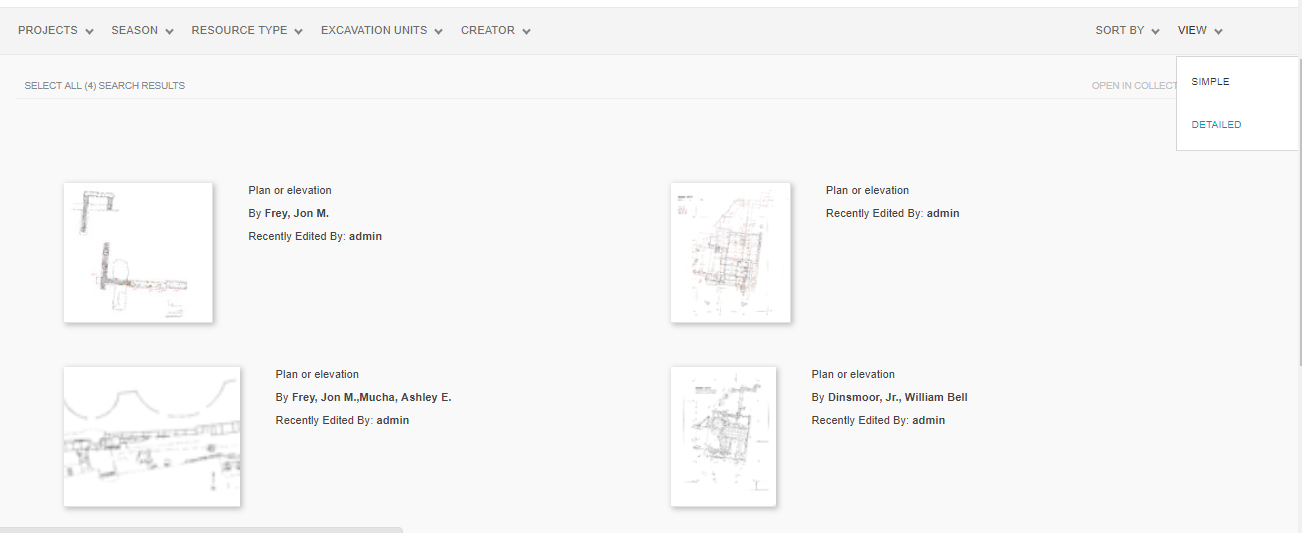 PROJECTS SEASON RESOURCE TYPE EXCAVATION UNITS CREATOR SORT BY VIEW
SIMPLE
DETAILED
SELECT ALL (4) SEARCH RESULTS OPEN IN COLLECT
Plan or elevation
By Frey, Jon M.
Recently Edited By: admin
Plan or elevation
Recently Edited By: admin
Plan or elevation
By Frey, Jon M.,Mucha, Ashley E.
Recently Edited By: admin
Plan or elevation
By Dinsmoor, Jr., William Bell
Recently Edited By: admin